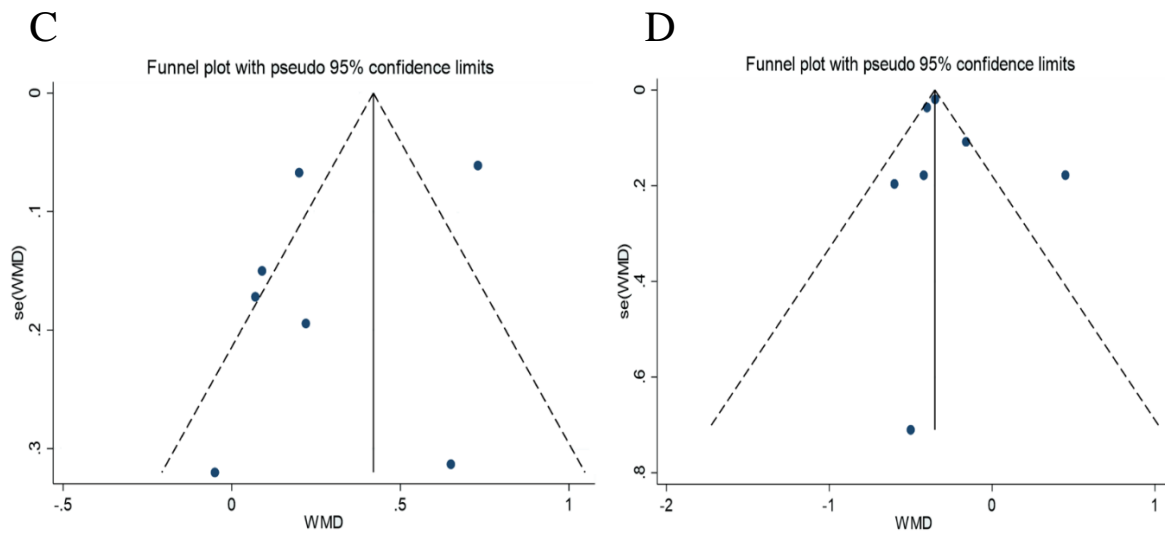 C
Funnel plot with pseudo 95% confidence limits
0
.1
.2
.3
se(WMD)
-.5
0
.5
1
WMD
D
Funnel plot with pseudo 95% confidence limits
0
.2
.4
.6
.8
se(WMD)
-2
-1
0
1
WMD